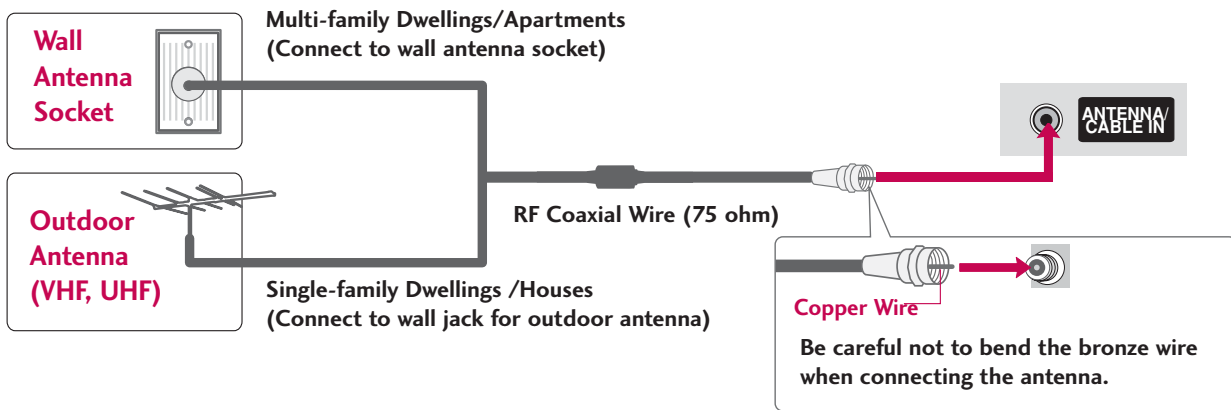 Wall
Antenna
Socket
Multi-family Dwellings/Apartments
(Connect to wall antenna socket)
ANTENNA/
CABLE IN
Outdoor
Antenna
(VHF, UHF)
RF Coaxial Wire (75 ohm)
Single-family Dwellings /Houses
(Connect to wall jack for outdoor antenna)
Copper Wire
Be careful not to bend the bronze wire
when connecting the antenna.